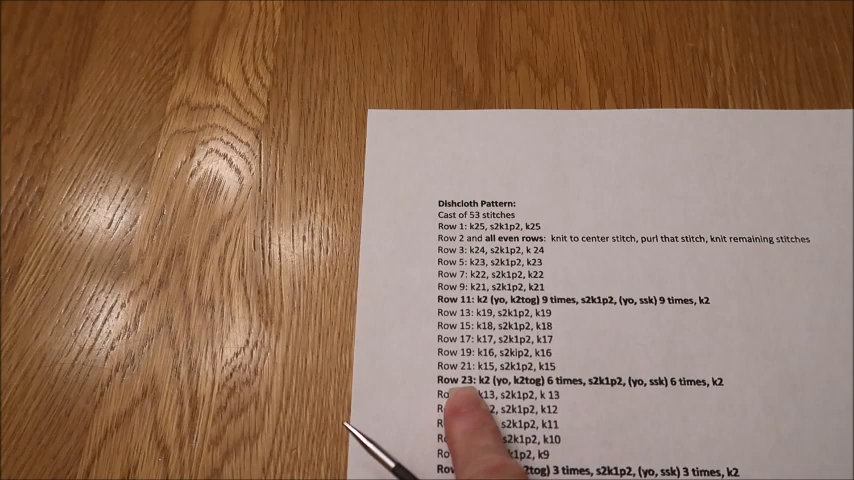 Dishcloth Pattern:
Cast of 53 stitches
Row 1: k25, s2k1p2, k25
Row 2 and all even rows: knit to center stitch, purl that stitch, knit remaining stitches
Row 3: k24, s2k1p2, k 24
Row 5: k23, s2k1p2, k23
Row 7: k22, s2k1p2, k22
Row 9: k21, s2k1p2, k21
Row 11: k2 (yo, k2tog) 9 times, s2k1p2, (yo, ssk) 9 times, k2
Row 13: k19, s2k1p2, k19
Row 15: k18, s2k1p2, k18
Row 17: k17, s2k1p2, k17
Row 19: k16, s2kip2, k16
Row 21: k15, s2k1p2, k15
Row 23: k2 (yo, k2tog) 6 times, s2k1p2, (yo, ssk) 6 times, k2
k13, s2k1p2, k 13
s2k1p2, k12
s2k1p2, k11
s2k1p2, k10
k9
3 times, s2k1p2, (yo, ssk) 3 times, k2